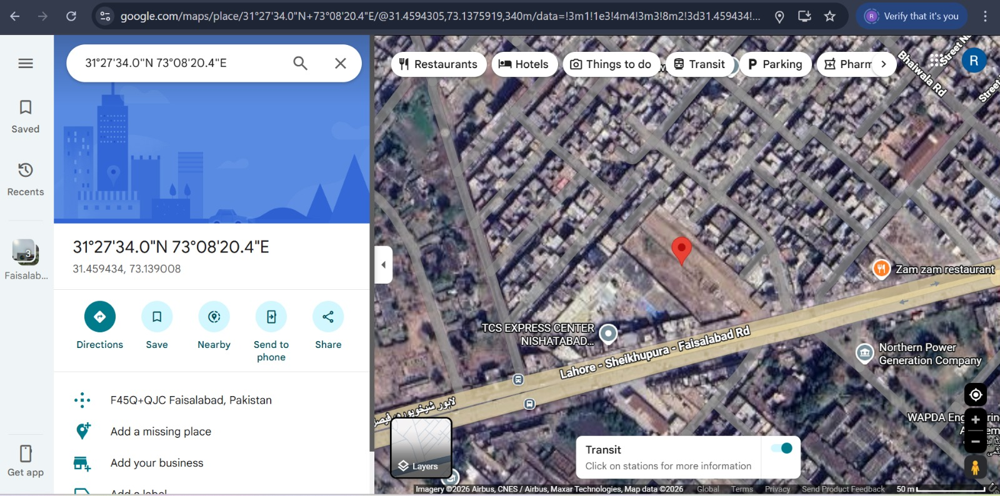 google.com/maps/place/31°27'34.0"N+73°08'20.4"E/@31.4594305,73.1375919,340m/data=!3m1!1e3!4m4!3m3!8m2!3d31.459434!...
R
Verify that it's you
31°27'34.0"N 73°08'20.4"E
Restaurants
Hotels
Things to do
Transit
Parking
Pharm
R
Bhaiwala Rd
Saved
Recents
3
Faisalab...
Get app
31°27'34.0"N 73°08'20.4"E
31.459434, 73.139008
Directions
Save
Nearby
Send to
phone
Share
F45Q+QJC Faisalabad, Pakistan
Add a missing place
Add your business
Add a label
Zam zam restaurant
TCS EXPRESS CENTER
NISHATABAD...
Lahore - Sheikhupura - Faisalabad Rd
Northern Power
Generation Company
WAPDA Eng
لاہور شیخوپورہ فیصل
Layers
Transit
Click on stations for more information
Imagery ©2026 Airbus, CNES / Airbus, Maxar Technologies, Map data ©2026
Global
Terms
Privacy
Send Product Feedback
50 m